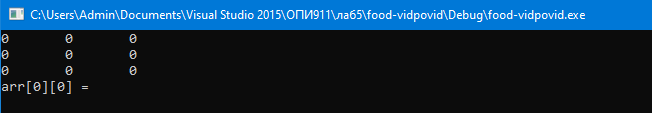 C:\Users\Admin\Documents\Visual Studio 2015\ОПИ911\ла65\food-vidpovid\Debug\food-vidpovid.exe
0 0 0
0 0 0
0 0 0
arr[0][0] =